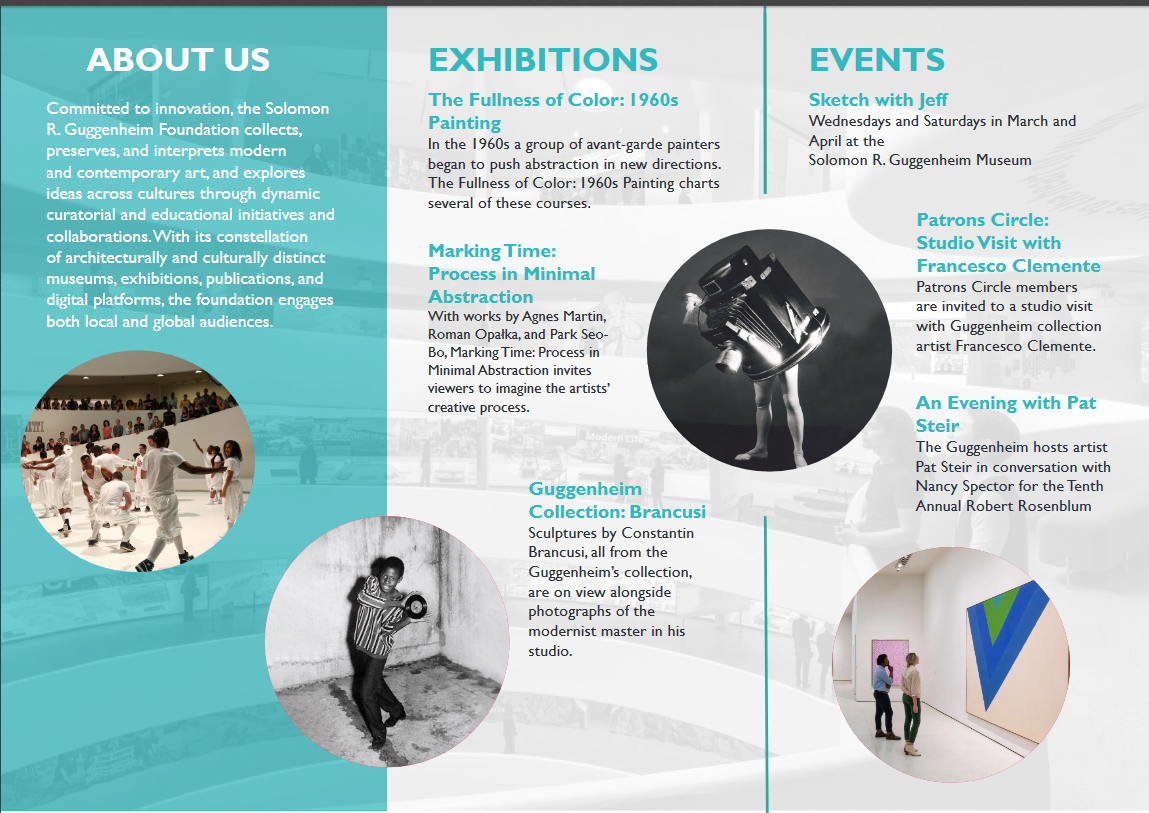 ABOUT US
Committed to innovation, the Solomon
R. Guggenheim Foundation collects,
preserves, and interprets modern
and contemporary art, and explores
ideas across cultures through dynamic
curatorial and educational initiatives and
collaborations. With its constellation
of architecturally and culturally distinct
museums, exhibitions, publications, and
digital platforms, the foundation engages
both local and global audiences.
EXHIBITIONS
The Fullness of Color: 1960s
Painting
In the 1960s a group of avant-garde painters
began to push abstraction in new directions.
The Fullness of Color: 1960s Painting charts
several of these courses.
Marking Time:
Process in Minimal
Abstraction
With works by Agnes Martin,
Roman Opałka, and Park Seo-
Bo, Marking Time: Process in
Minimal Abstraction invites
viewers to imagine the artists’
creative process.
Guggenheim
Collection: Brancusi
Sculptures by Constantin
Brancusi, all from the
Guggenheim’s collection,
are on view alongside
photographs of the
modernist master in his
studio.
EVENTS
Sketch with Jeff
Wednesdays and Saturdays in March and
April at the
Solomon R. Guggenheim Museum
Patrons Circle:
Studio Visit with
Francesco Clemente
Patrons Circle members
are invited to a studio visit
with Guggenheim collection
artist Francesco Clemente.
An Evening with Pat
Steir
The Guggenheim hosts artist
Pat Steir in conversation with
Nancy Spector for the Tenth
Annual Robert Rosenblum